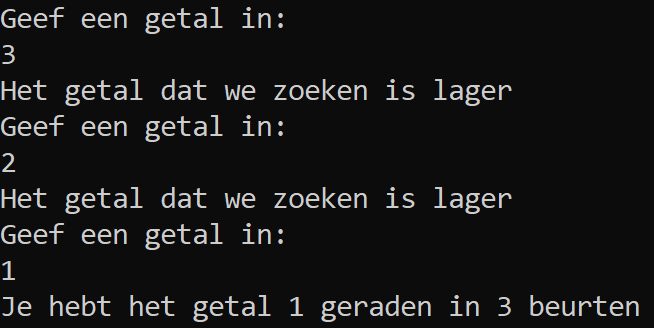 Geef een getal in:
3
Het getal dat we zoeken is lager
Geef een getal in:
2
Het getal dat we zoeken is lager
Geef een getal in:
1
Je hebt het getal 1 geraden in 3 beurten